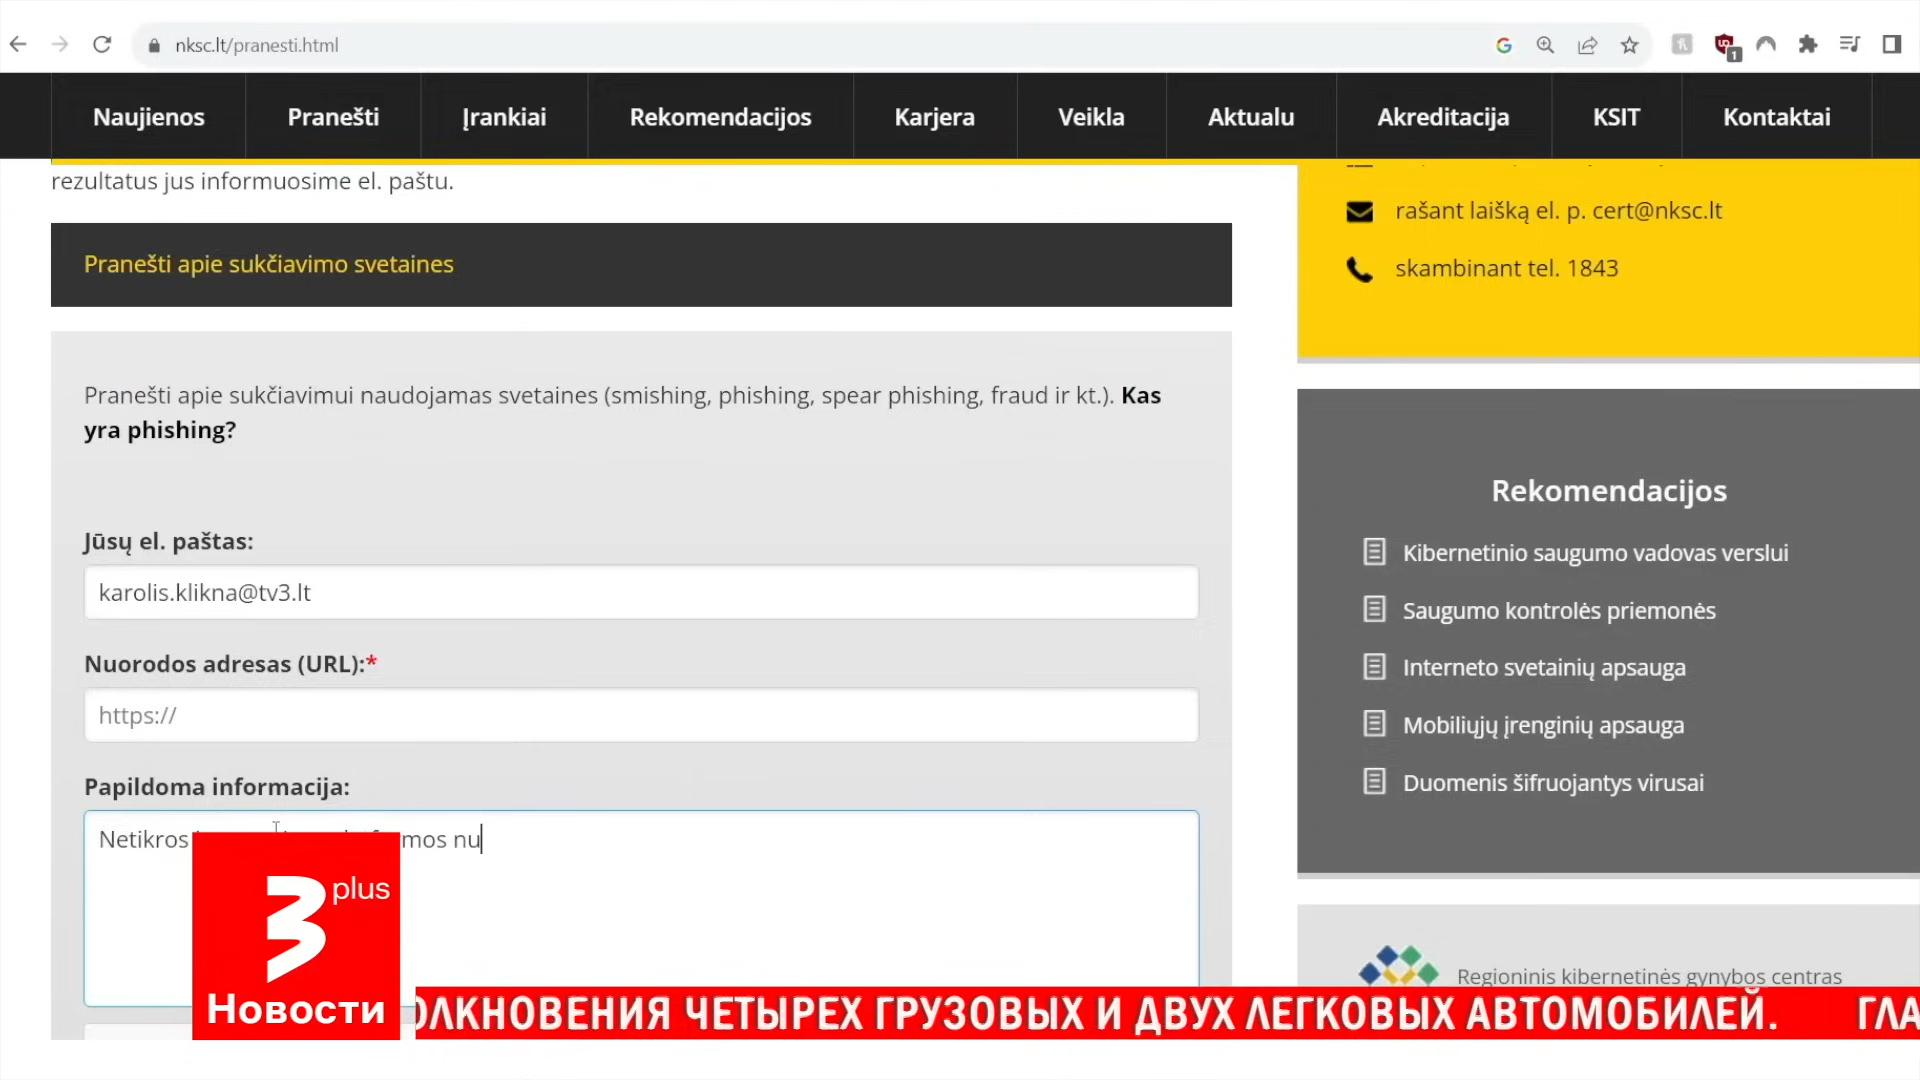 nksc.lt/pranesti.html
1
Naujienos Pranešti Įrankiai Rekomendacijos Karjera Veikla Aktualu Akreditacija KSIT Kontaktai
rezultatus jus informuosime el. paštu.
rašant laišką el. p. cert@nksc.lt
skambinant tel. 1843
Pranešti apie sukčiavimo svetaines
Pranešti apie sukčiavimui naudojamas svetaines (smishing, phishing, spear phishing, fraud ir kt.). Kas
yra phishing?
Jūsų el. paštas:
karolis.klikna@tv3.lt
Nuorodos adresas (URL):*
https://
Papildoma informacija:
Netikros mos nu
Rekomendacijos
Kibernetinio saugumo vadovas verslui
Saugumo kontrolės priemonės
Interneto svetainių apsauga
Mobiliųjų įrenginių apsauga
Duomenis šifruojantys virusai
Regioninis kibernetinės gynybos centras
3 plus
Новости
ОЛКНОВЕНИЯ ЧЕТЫРЕХ ГРУЗОВЫХ И ДВУХ ЛЕГКОВЫХ АВТОМОБИЛЕЙ. ГЛА